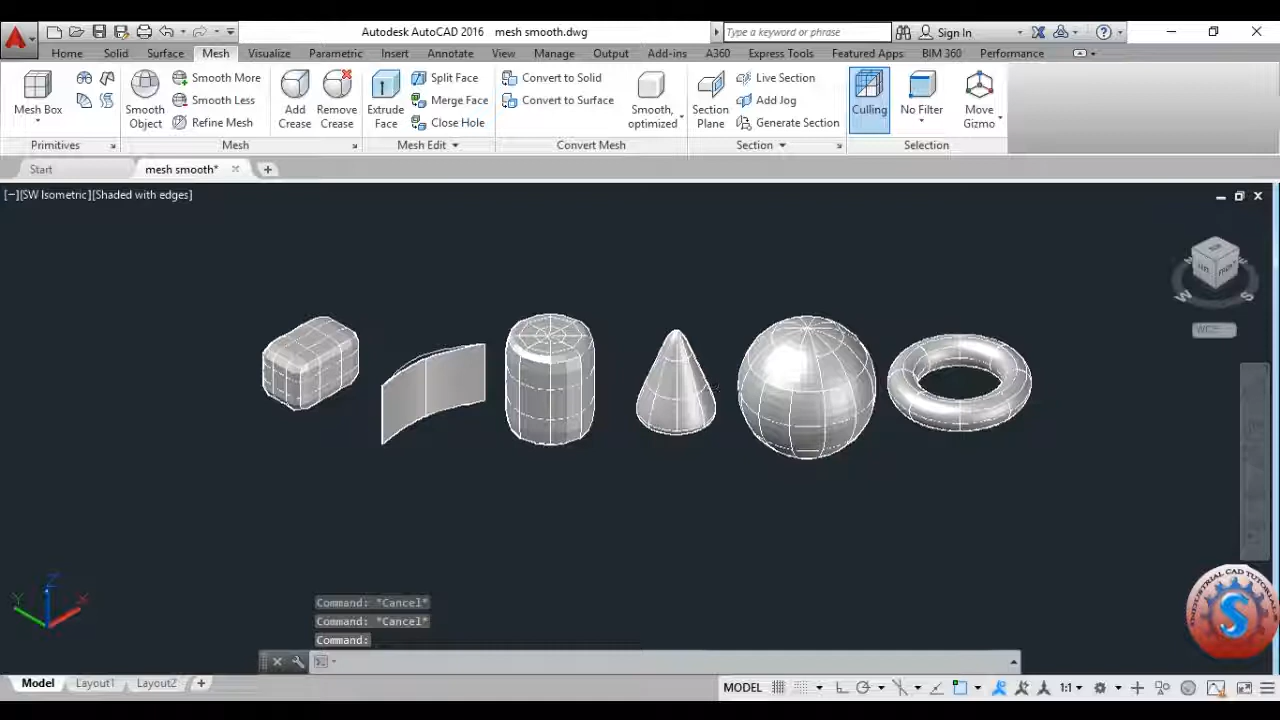 Autodesk AutoCAD 2016 mesh smooth.dwg
Type a keyword or phrase
Sign In
Home Solid Surface Mesh Visualize Parametric Insert Annotate View Manage Output Add-ins A360 Express Tools Featured Apps BIM 360 Performance
Mesh Box
Smooth Object
Smooth More
Smooth Less
Refine Mesh
Add Crease
Remove Crease
Extrude Face
Split Face
Merge Face
Close Hole
Convert to Solid
Convert to Surface
Smooth, optimized
Section Plane
Live Section
Add Jog
Generate Section
Culling
No Filter
Move Gizmo
Primitives Mesh Mesh Edit Convert Mesh Section Selection
Start mesh smooth*
[−][SW Isometric][Shaded with edges]
W S
Z
Y X
INDUSTRIAL CAD TUTORIALS
S
Command: *Cancel*
Command: *Cancel*
Command:
Model Layout1 Layout2
MODEL 1:1